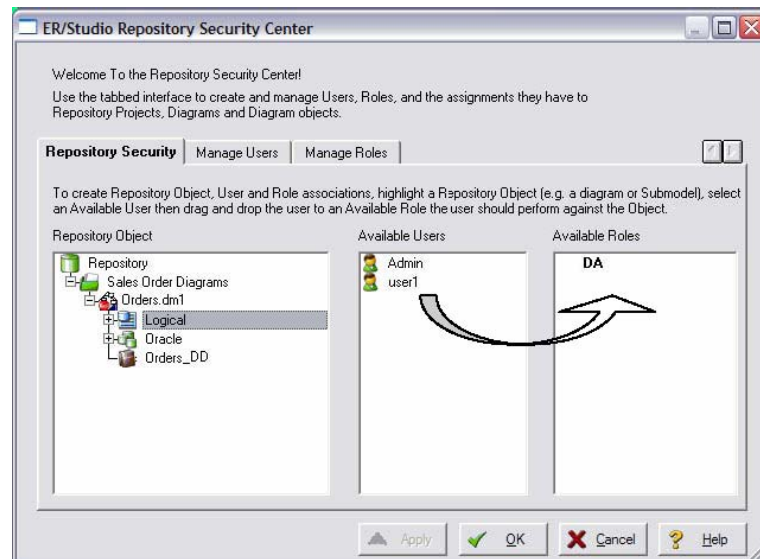 ER/Studio Repository Security Center
Welcome To the Repository Security Center!
Use the tabbed interface to create and manage Users, Roles, and the assignments they have to
Repository Projects, Diagrams and Diagram objects.
Repository Security
Manage Users
Manage Roles
To create Repository Object, User and Role associations, highlight a Repository Object (e.g. a diagram or Submodel), select
an Available User then drag and drop the user to an Available Role the user should perform against the Object.
Repository Object
Available Users
Available Roles
Repository
Sales Order Diagrams
Orders.dm1
Logical
Oracle
Orders_DD
Admin
user1
DA
Apply
OK
Cancel
Help